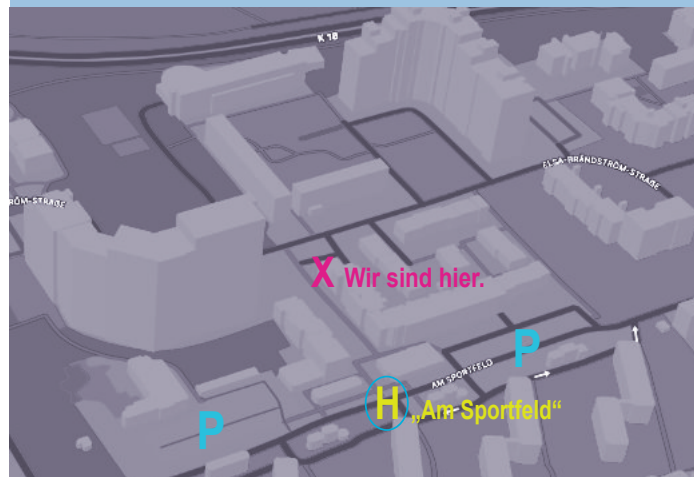 K 18
ELSA-BRÄNDSTRÖM-STRAßE
RÖM-STRAßE
X Wir sind hier.
P
AM SPORTFELD
H „Am Sportfeld“
P